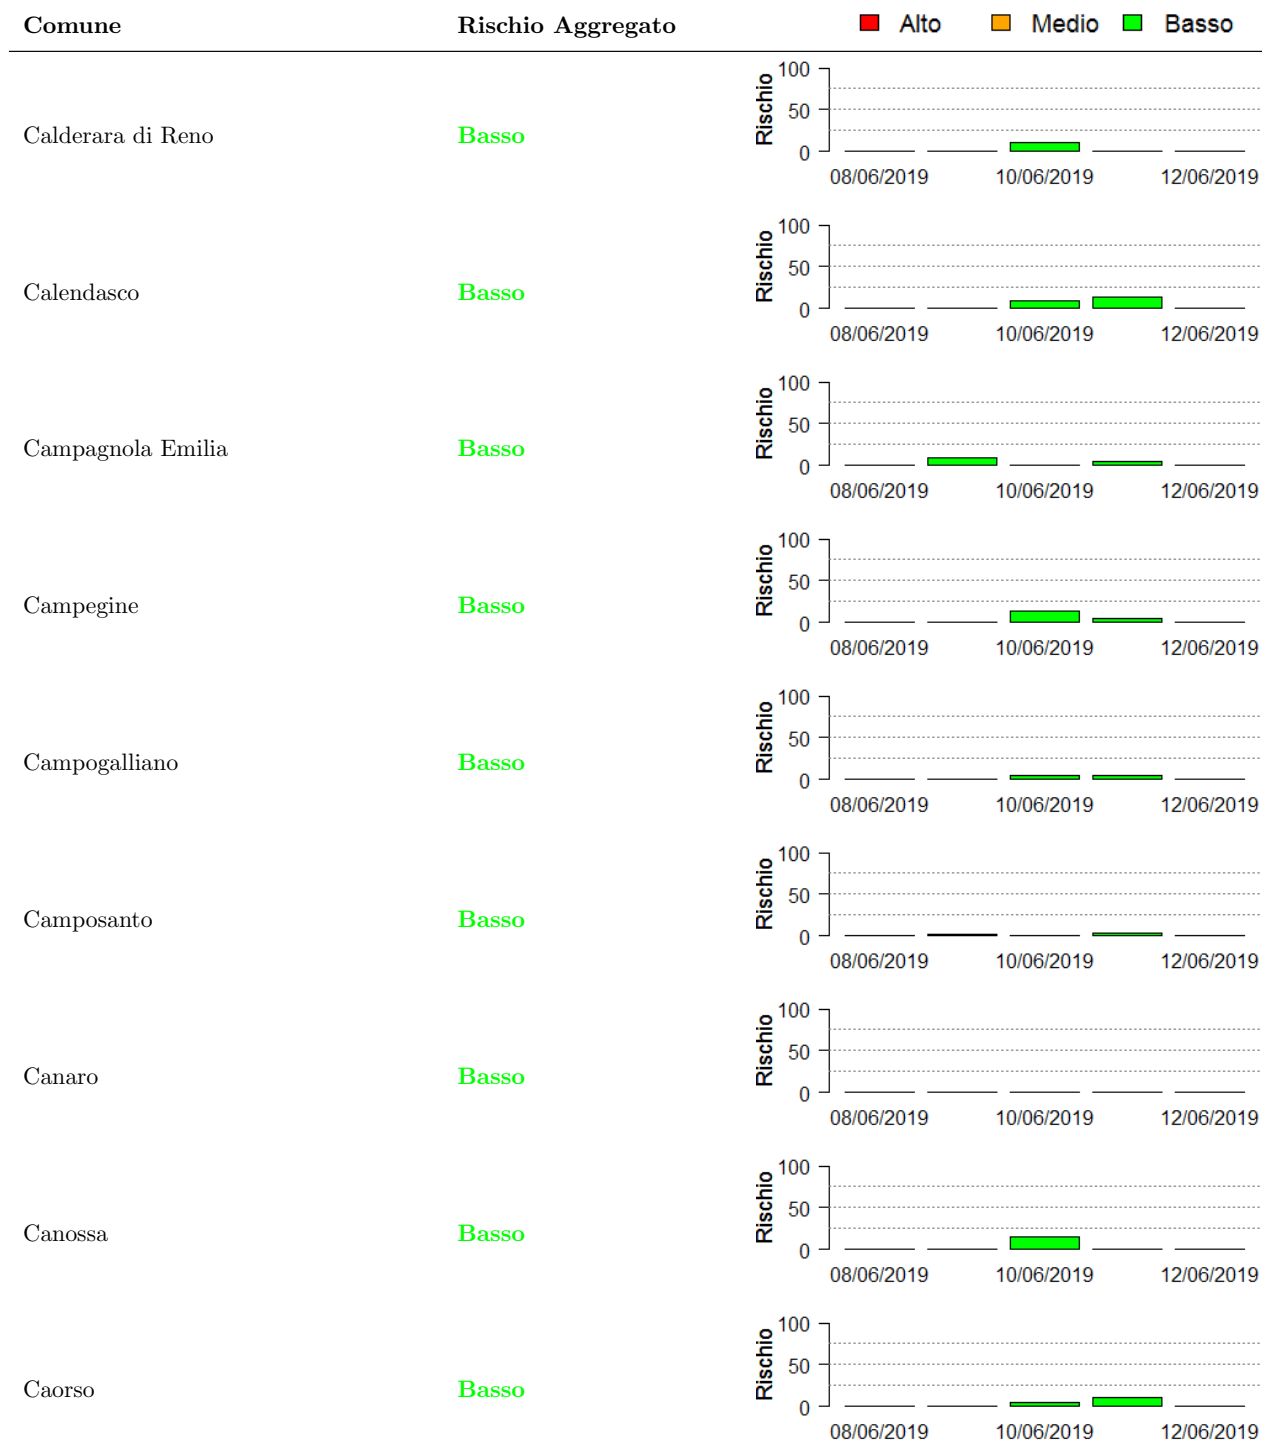 Comune Rischio Aggregato Alto Medio Basso
Calderara di Reno Basso
Rischio
100
50
0
08/06/2019 10/06/2019 12/06/2019
Calendasco Basso
Rischio
100
50
0
08/06/2019 10/06/2019 12/06/2019
Campagnola Emilia Basso
Rischio
100
50
0
08/06/2019 10/06/2019 12/06/2019
Campegine Basso
Rischio
100
50
0
08/06/2019 10/06/2019 12/06/2019
Campogalliano Basso
Rischio
100
50
0
08/06/2019 10/06/2019 12/06/2019
Camposanto Basso
Rischio
100
50
0
08/06/2019 10/06/2019 12/06/2019
Canaro Basso
Rischio
100
50
0
08/06/2019 10/06/2019 12/06/2019
Canossa Basso
Rischio
100
50
0
08/06/2019 10/06/2019 12/06/2019
Caorso Basso
Rischio
100
50
0
08/06/2019 10/06/2019 12/06/2019